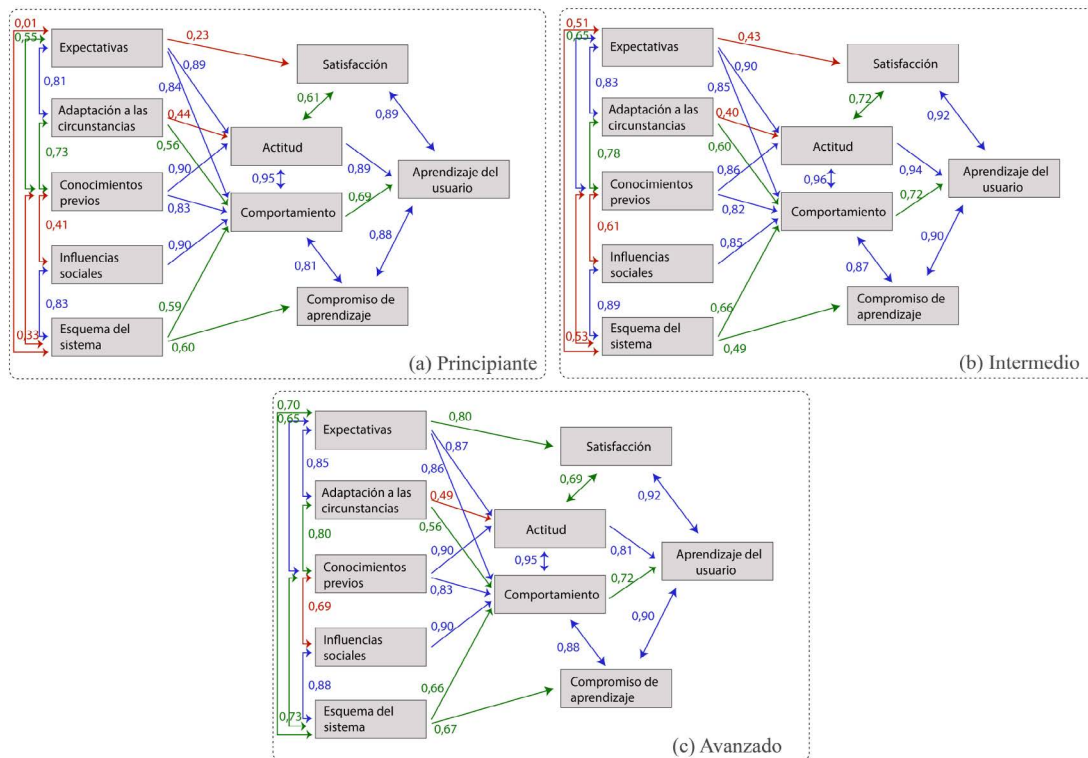 0,01
0,55
Expectativas
0,23
Satisfacción
0,89
0,81
0,84
0,61
0,89
Adaptación a las
circunstancias
0,44
0,56
Actitud
0,73
0,90
0,89
Aprendizaje del
usuario
Conocimientos
previos
0,95
0,83
Comportamiento
0,69
0,41
0,88
Influencias
sociales
0,90
0,81
0,83
0,59
Compromiso de
aprendizaje
Esquema del
sistema
0,33
0,60
(a) Principiante
0,51
0,65
Expectativas
0,43
Satisfacción
0,90
0,83
0,85
0,72
0,92
Adaptación a las
circunstancias
0,40
0,60
Actitud
0,78
0,86
0,94
Aprendizaje del
usuario
Conocimientos
previos
0,96
0,82
Comportamiento
0,72
0,61
0,90
Influencias
sociales
0,85
0,87
0,89
0,66
Compromiso de
aprendizaje
Esquema del
sistema
0,53
0,49
(b) Intermedio
0,70
0,65
Expectativas
0,80
Satisfacción
0,87
0,85
0,86
0,69
0,92
Adaptación a las
circunstancias
0,49
0,56
Actitud
0,80
0,90
0,81
Aprendizaje del
usuario
Conocimientos
previos
0,95
0,83
Comportamiento
0,72
0,69
0,90
Influencias
sociales
0,90
0,88
0,88
0,66
Compromiso de
aprendizaje
Esquema del
sistema
0,73
0,67
(c) Avanzado